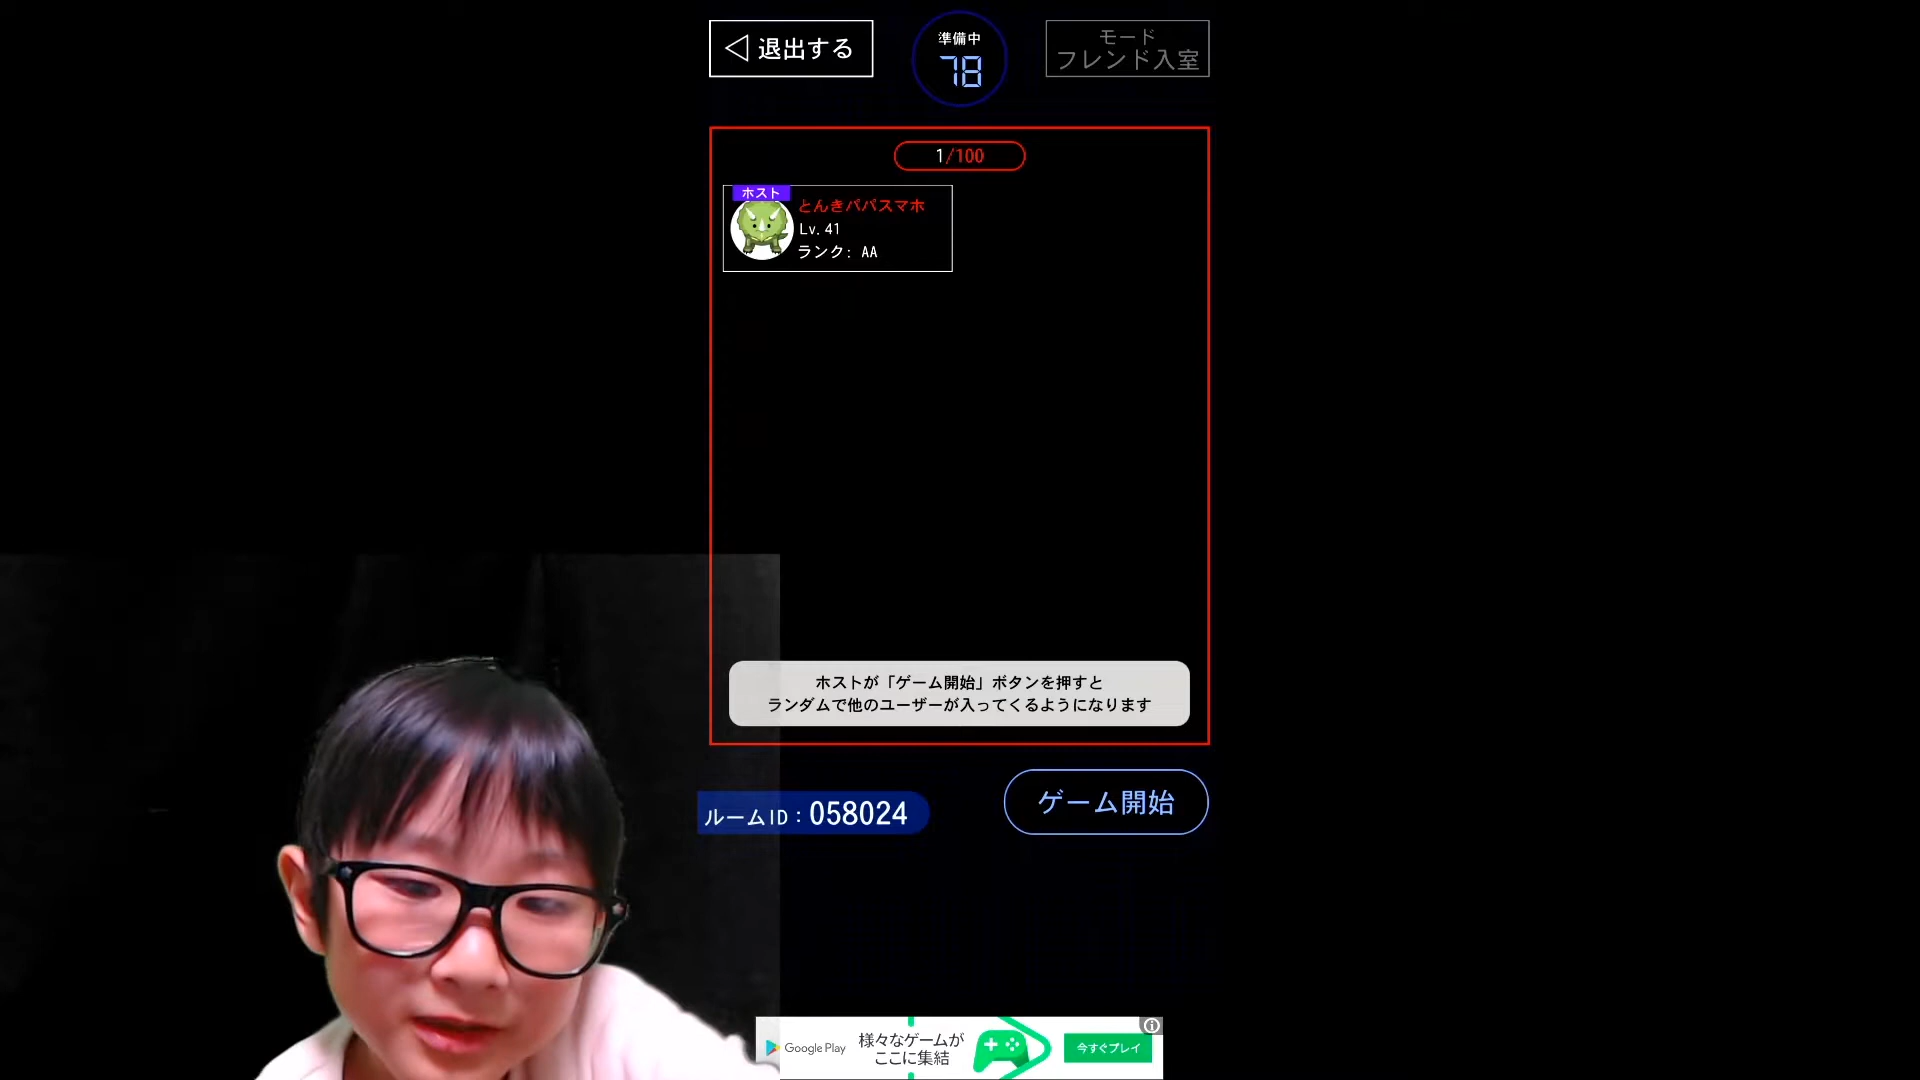 退出する
準備中
78
モード
フレンド入室
1/100
ホスト
とんきパパスマホ
Lv.41
ランク: AA
ホストが「ゲーム開始」ボタンを押すと
ランダムで他のユーザーが入ってくるようになります
ルームID:058024
ゲーム開始
Google Play
様々なゲームが
ここに集結
今すぐプレイ